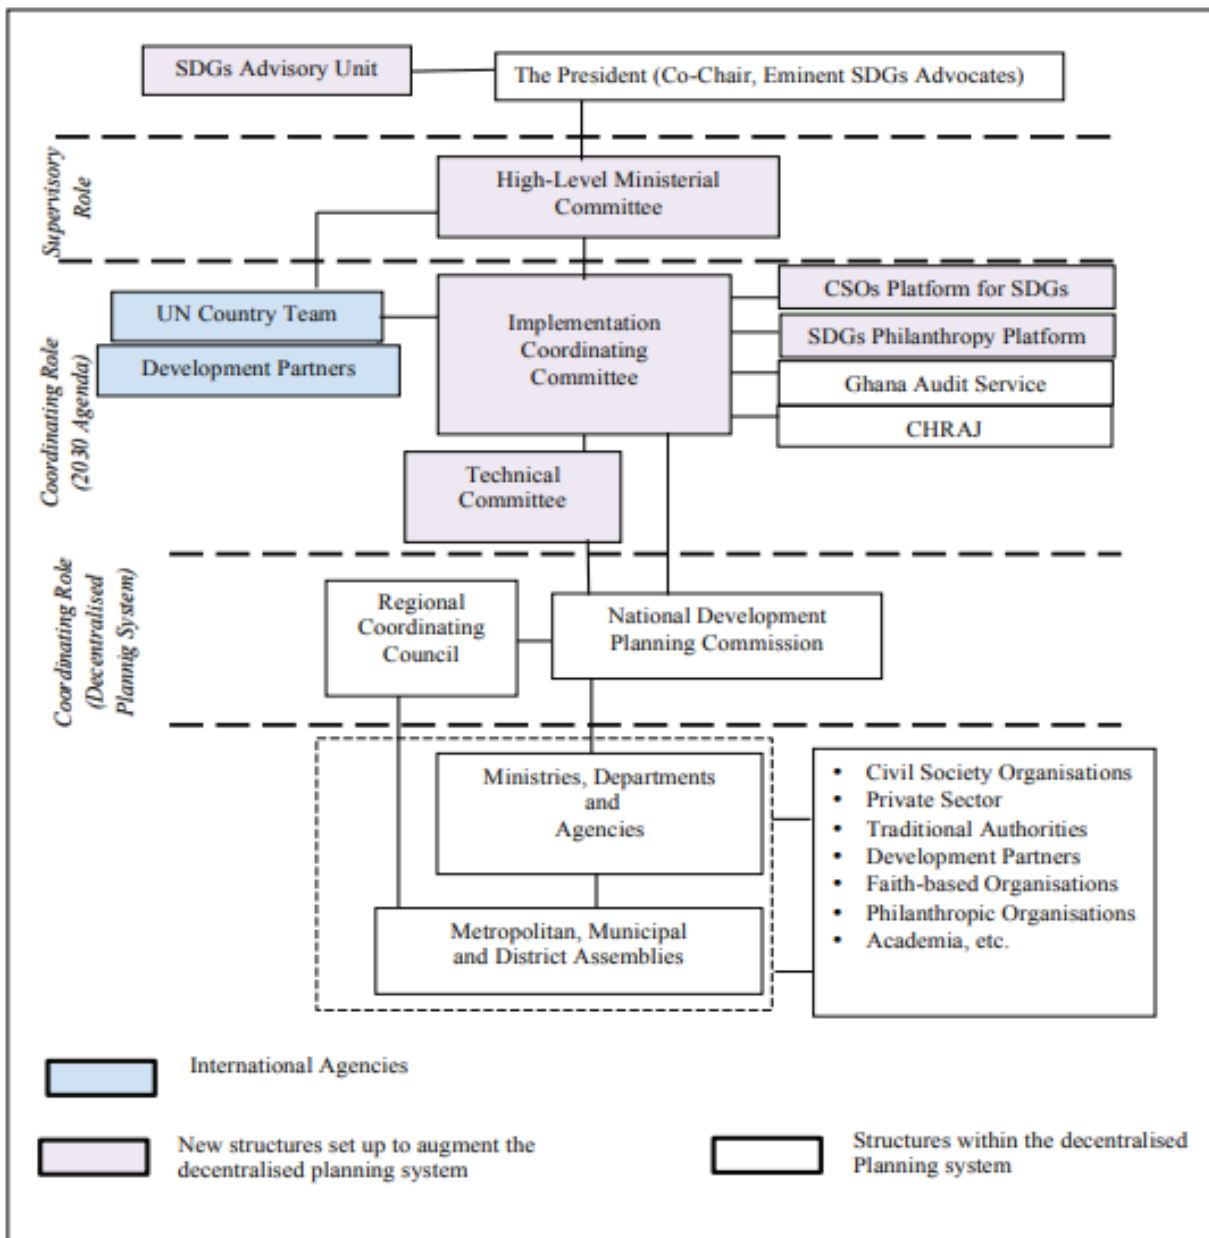 SDGs Advisory Unit
The President (Co-Chair, Eminent SDGs Advocates)
Supervisory
Role
High-Level Ministerial
Committee
Coordinating Role
(2030 Agenda)
UN Country Team
Development Partners
Implementation
Coordinating
Committee
CSOs Platform for SDGs
SDGs Philanthropy Platform
Ghana Audit Service
CHRAJ
Technical
Committee
Coordinating Role
(Decentralised
Plannig System)
Regional
Coordinating
Council
National Development
Planning Commission
Ministries, Departments
and
Agencies
Metropolitan, Municipal
and District Assemblies
• Civil Society Organisations
• Private Sector
• Traditional Authorities
• Development Partners
• Faith-based Organisations
• Philanthropic Organisations
• Academia, etc.
International Agencies
New structures set up to augment the
decentralised planning system
Structures within the decentralised
Planning system